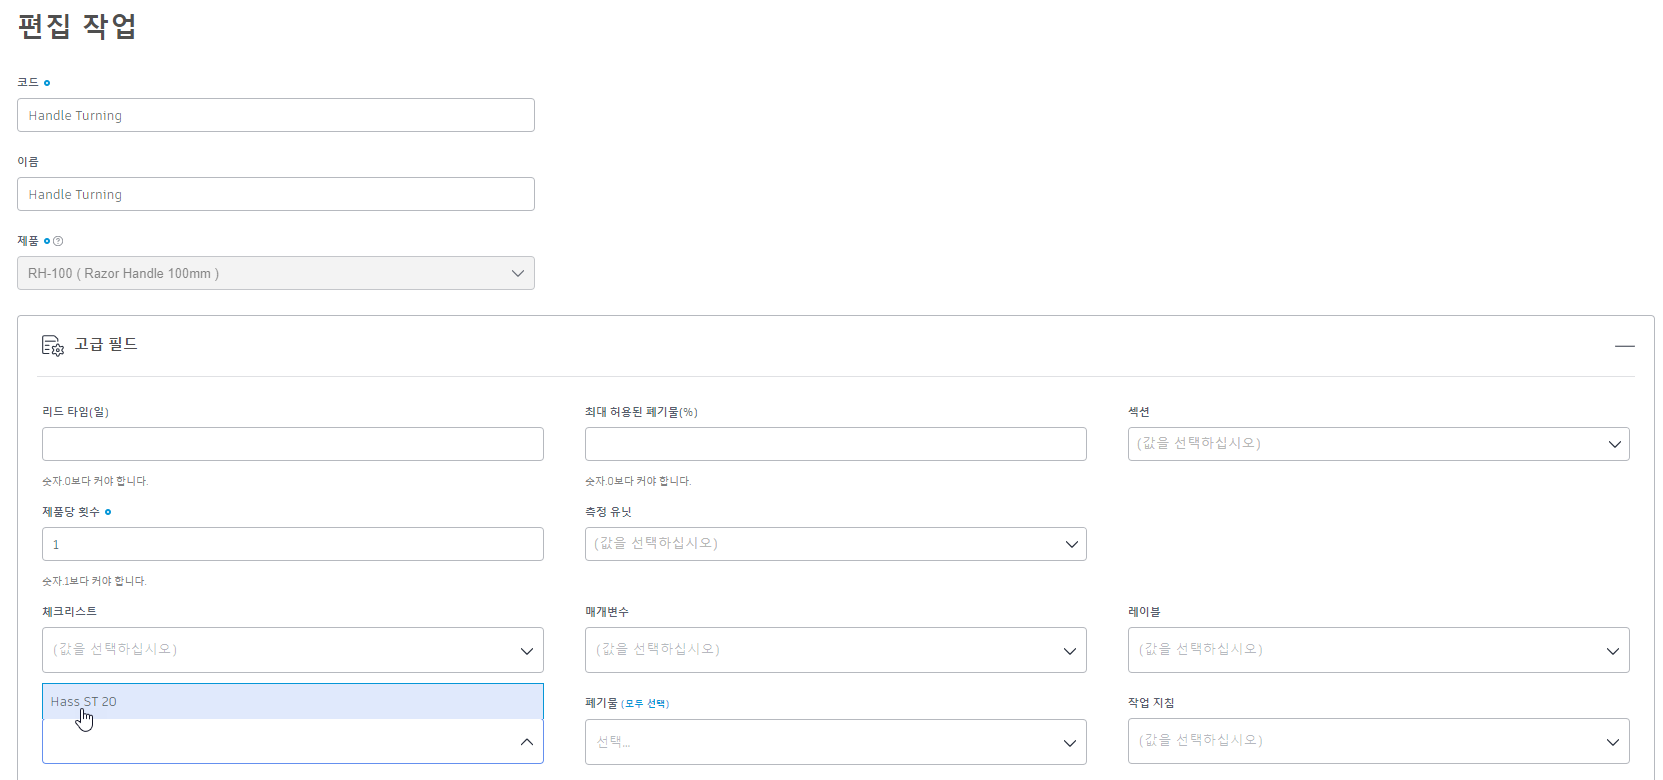 편집 작업
코드
Handle Turning
이름
Handle Turning
제품
RH-100 ( Razor Handle 100mm )
고급 필드
리드 타임(일)
최대 허용된 폐기물(%)
섹션
(값을 선택하십시오)
숫자.0보다 커야 합니다.
숫자.0보다 커야 합니다.
제품당 횟수
측정 유닛
1
(값을 선택하십시오)
숫자.1보다 커야 합니다.
체크리스트
매개변수
레이블
(값을 선택하십시오)
(값을 선택하십시오)
(값을 선택하십시오)
Hass ST 20
폐기물 (모두 선택)
작업 지침
선택...
(값을 선택하십시오)